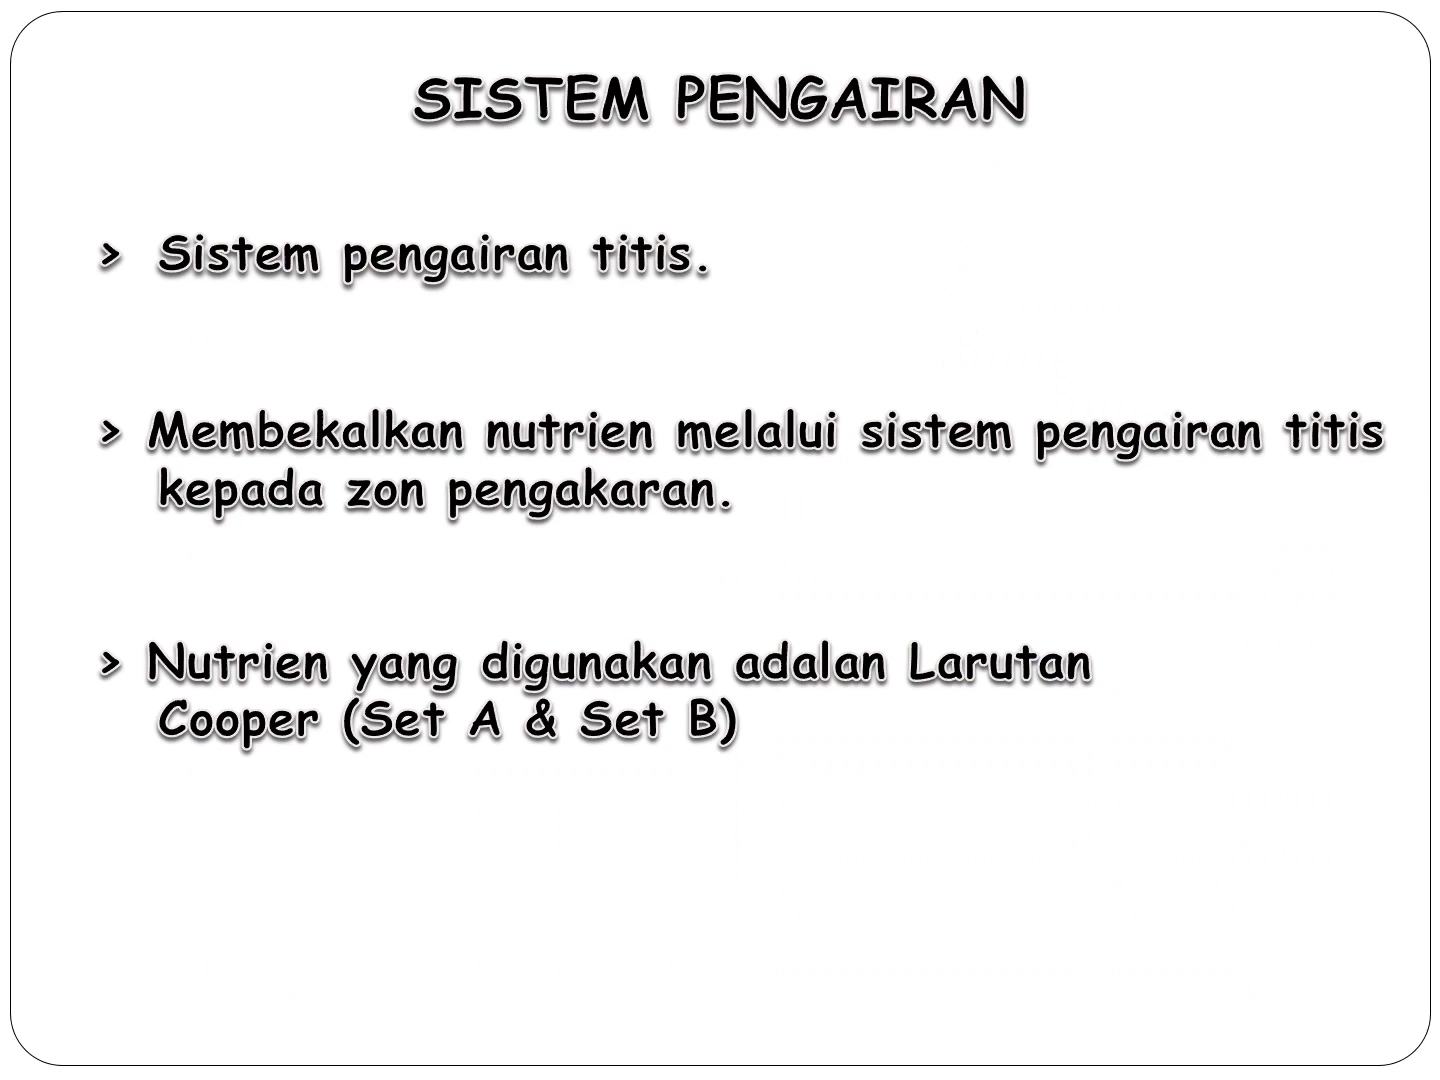 SISTEM PENGAIRAN
> Sistem pengairan titis.
> Membekalkan nutrien melalui sistem pengairan titis
kepada zon pengakaran.
> Nutrien yang digunakan adalan Larutan
Cooper (Set A & Set B)